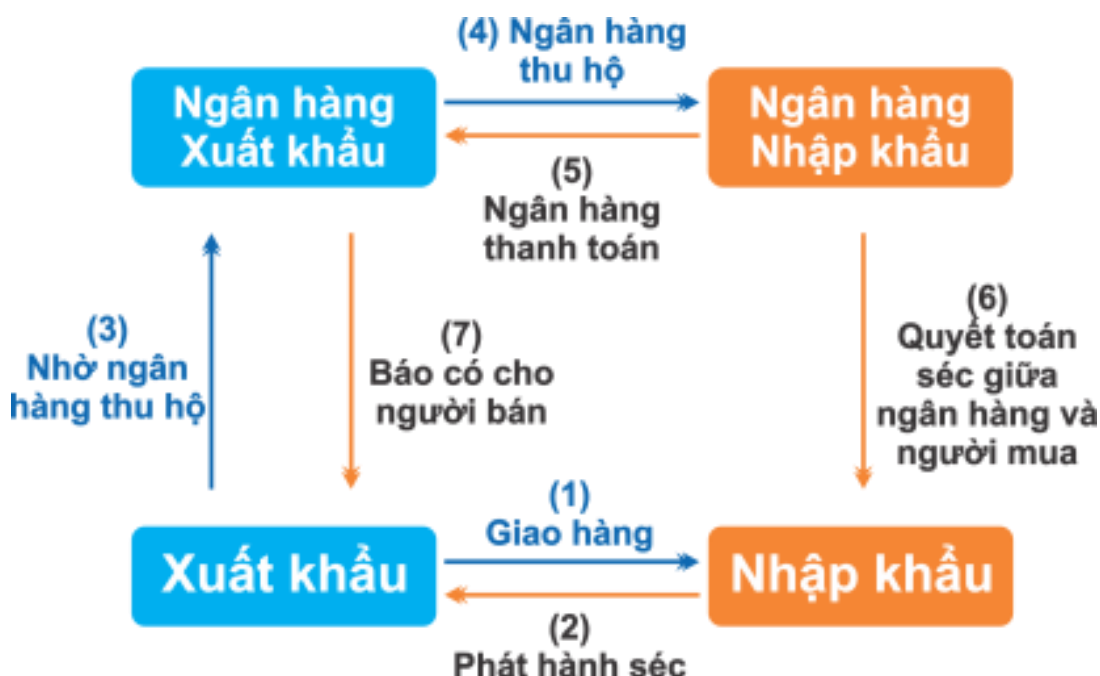 (4) Ngân hàng
thu hộ
Ngân hàng
Xuất khẩu
Ngân hàng
Nhập khẩu
(5)
Ngân hàng
thanh toán
(3)
Nhờ ngân
hàng thu hộ
(7)
Báo có cho
người bán
(6)
Quyết toán
séc giữa
ngân hàng và
người mua
(1)
Giao hàng
Xuất khẩu
Nhập khẩu
(2)
Phát hành séc